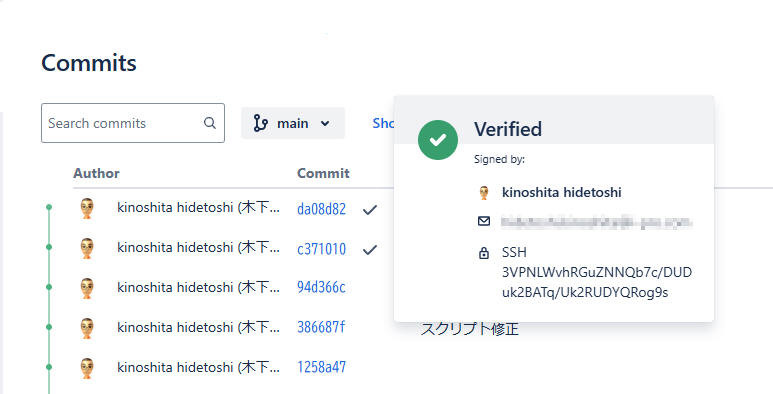 Commits
Search commits
main
Sho
Verified
Signed by:
kinoshita hidetoshi
SSH
3VPNLWvhRGuZNNQb7c/DUD
uk2BATq/Uk2RUDYQRog9s
Author Commit
kinoshita hidetoshi (木下... da08d82
kinoshita hidetoshi (木下... c371010
kinoshita hidetoshi (木下... 94d366c
kinoshita hidetoshi (木下... 386687f スクリプト修正
kinoshita hidetoshi (木下... 1258a47